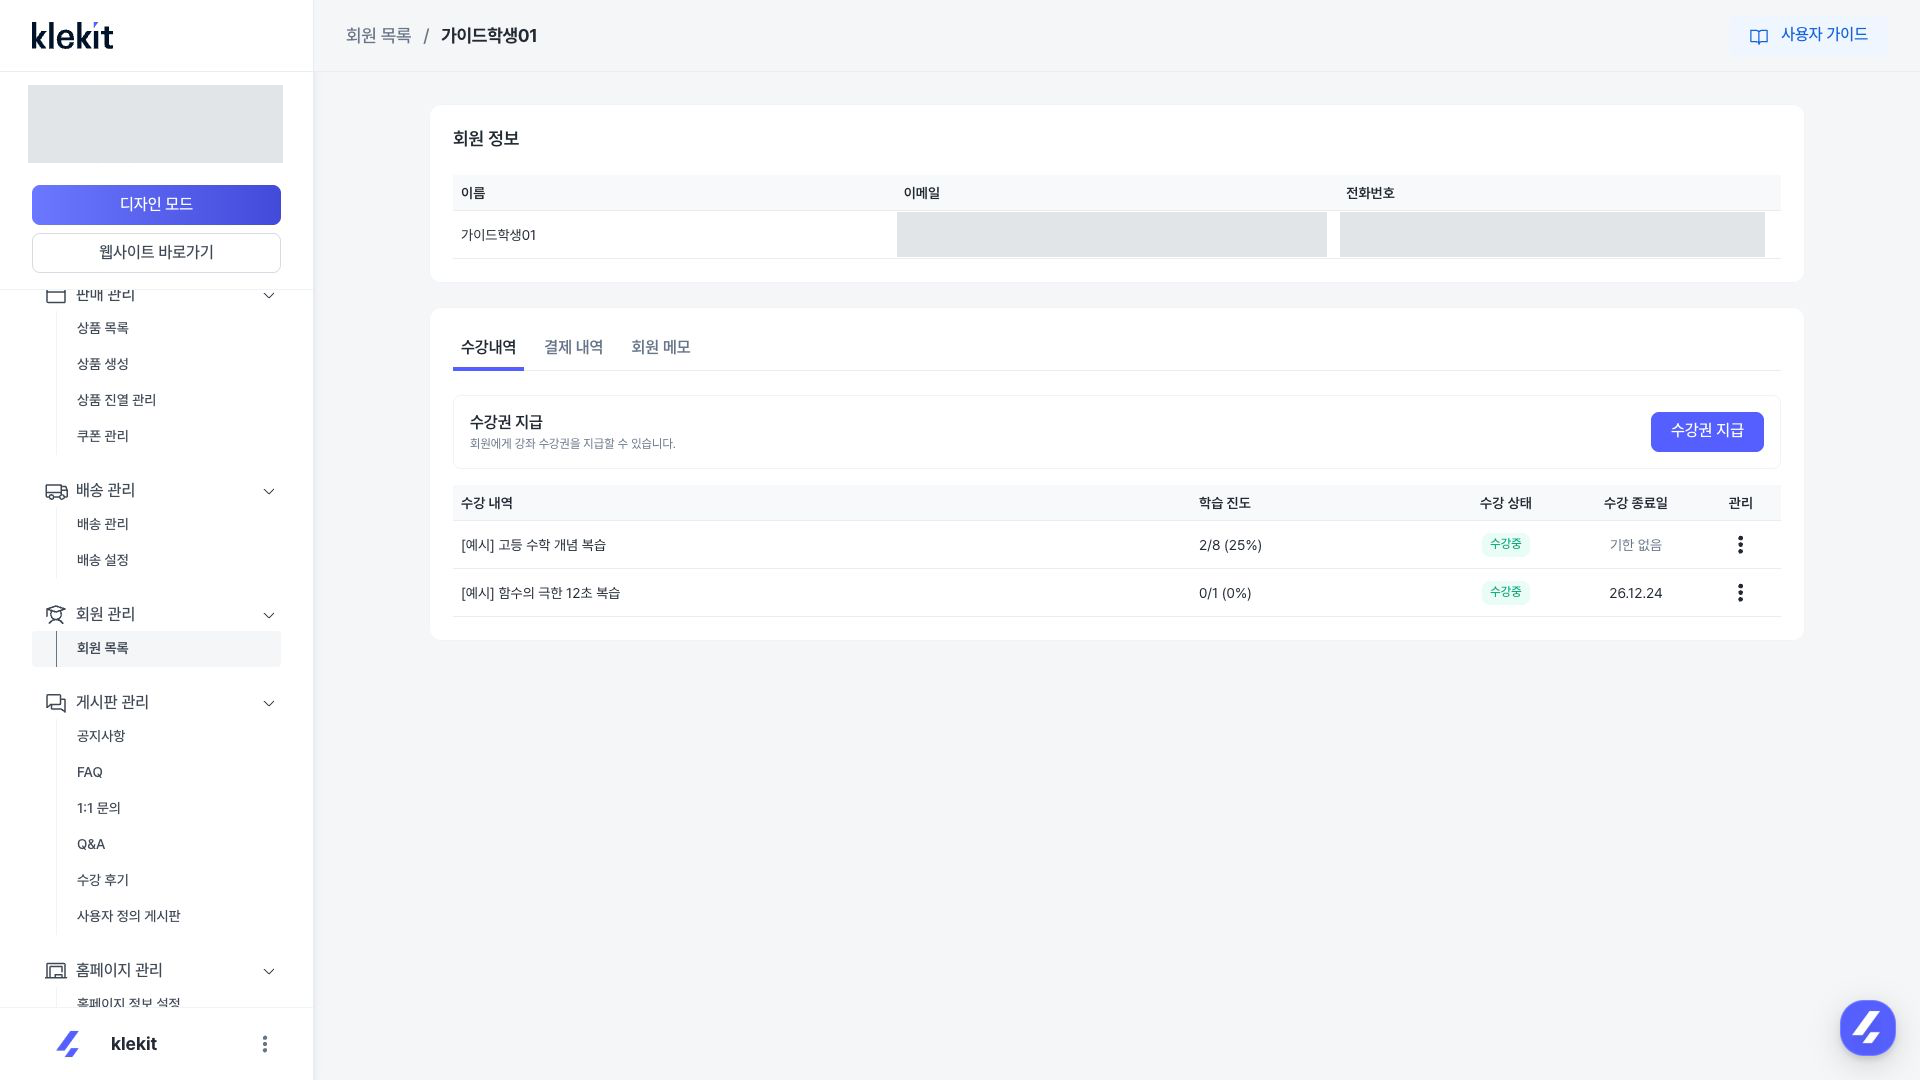 klekit
회원 목록 / 가이드학생01
사용자 가이드
디자인 모드
웹사이트 바로가기
판매 관리
상품 목록
상품 생성
상품 진열 관리
쿠폰 관리
배송 관리
배송 관리
배송 설정
회원 관리
회원 목록
게시판 관리
공지사항
FAQ
1:1 문의
Q&A
수강 후기
사용자 정의 게시판
홈페이지 관리
홈페이지 정보 설정
klekit
회원 정보
이름 이메일 전화번호
가이드학생01
수강내역 결제 내역 회원 메모
수강권 지급
회원에게 강좌 수강권을 지급할 수 있습니다.
수강권 지급
수강 내역 학습 진도 수강 상태 수강 종료일 관리
[예시] 고등 수학 개념 복습 2/8 (25%) 수강중 기한 없음
[예시] 함수의 극한 12초 복습 0/1 (0%) 수강중 26.12.24